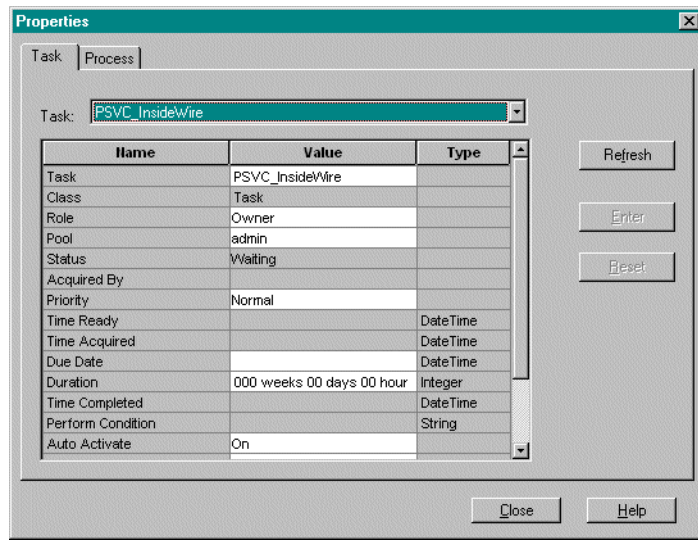 Properties
Task Process
Task: PSVC_InsideWire
Name Value Type
Task PSVC_InsideWire
Class Task
Role Owner
Pool admin
Status Waiting
Acquired By
Priority Normal
Time Ready DateTime
Time Acquired DateTime
Due Date DateTime
Duration 000 weeks 00 days 00 hour Integer
Time Completed DateTime
Perform Condition String
Auto Activate On
Refresh
Enter
Reset
Close Help